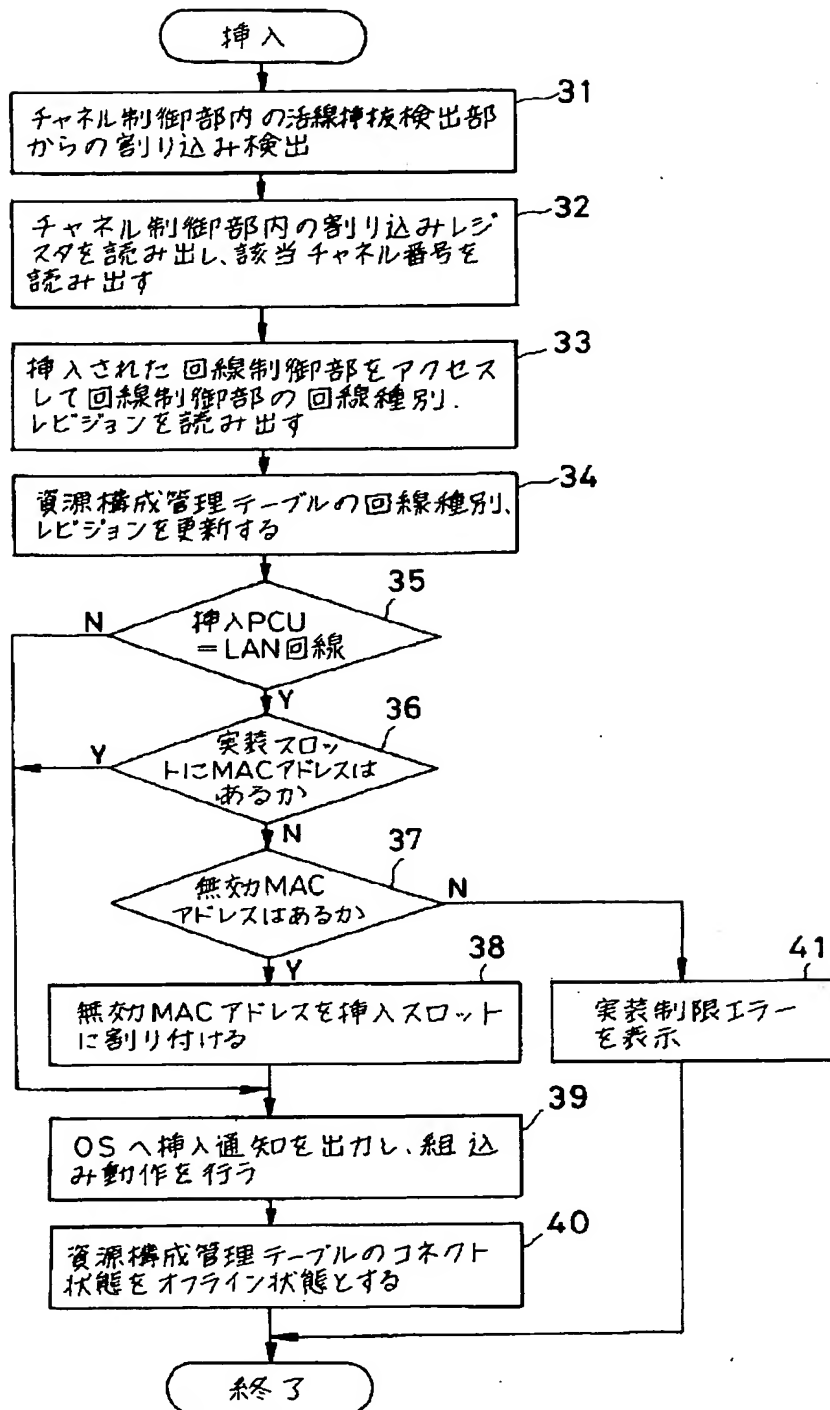 挿入
31
チャネル制御部内の活線挿抜検出部
からの割り込み検出
32
チャネル制御部内の割り込みレジ
スタを読み出し、該当チャネル番号を
読み出す
33
挿入された回線制御部をアクセス
して回線制御部の回線種別.
レビジョンを読み出す
34
資源構成管理テーブルの回線種別、
レビジョンを更新する
35
挿入PCU
=LAN回線
N
Y
36
実装スロッ
トにMACアドレスは
あるか
Y
N
37
無効MAC
アドレスはあるか
N
Y
38
無効MACアドレスを挿入スロット
に割り付ける
41
実装制限エラー
を表示
39
OSへ挿入通知を出力し、組込
み動作を行う
40
資源構成管理テーブルのコネクト
状態をオフライン状態とする
終了